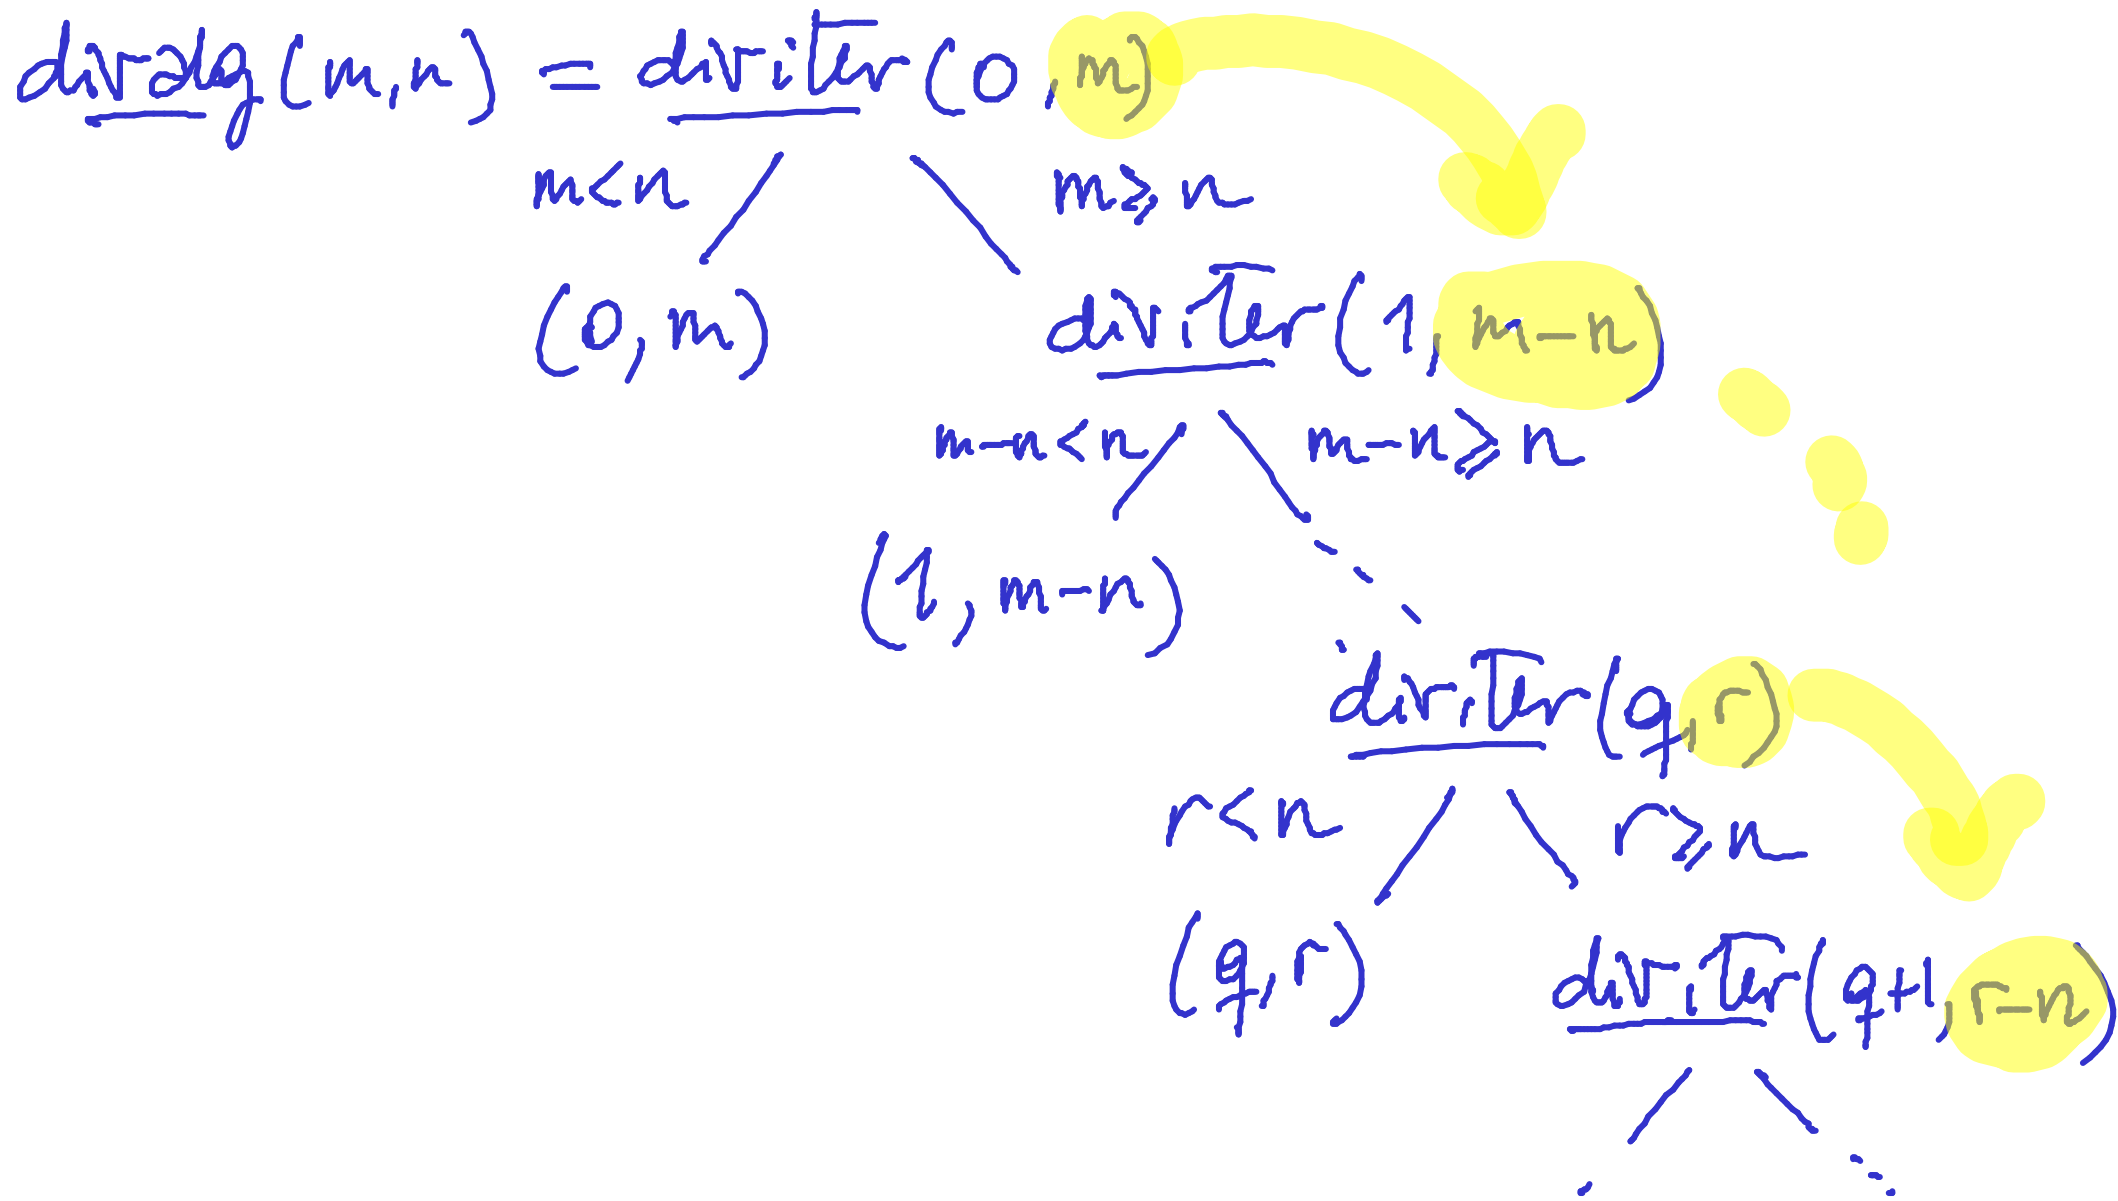 divalg(m,n) = diviter(0,m)
m<n m⩾n
(0,m) diviter(1,m-n)
m-n<n m-n⩾n
(1,m-n)
diviter(q,r)
r<n r⩾n
(q,r) diviter(q+1,r-n)